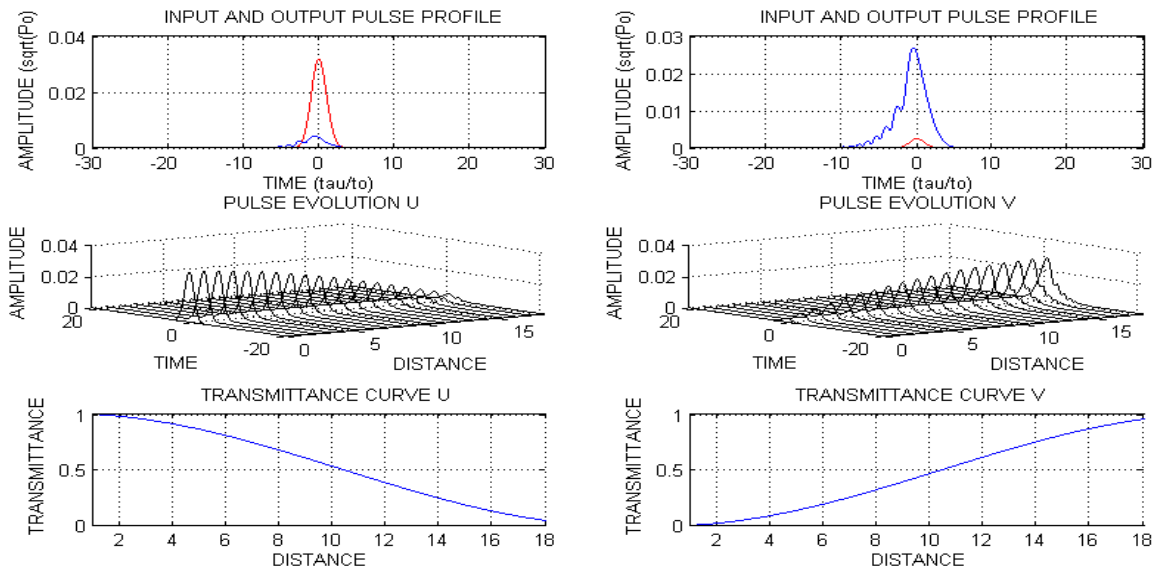 INPUT AND OUTPUT PULSE PROFILE
AMPLITUDE (sqrt(Po)
0.04
0.02
0
-30 -20 -10 0 10 20 30
TIME (tau/to)
INPUT AND OUTPUT PULSE PROFILE
AMPLITUDE (sqrt(Po)
0.03
0.02
0.01
0
-30 -20 -10 0 10 20 30
TIME (tau/to)
PULSE EVOLUTION U
AMPLITUDE
0.04
0.02
0
20 0 -20
TIME
0 5 10 15
DISTANCE
PULSE EVOLUTION V
AMPLITUDE
0.04
0.02
0
20 0 -20
TIME
0 5 10 15
DISTANCE
TRANSMITTANCE CURVE U
TRANSMITTANCE
1
0.5
0
2 4 6 8 10 12 14 16 18
DISTANCE
TRANSMITTANCE CURVE V
TRANSMITTANCE
1
0.5
0
2 4 6 8 10 12 14 16 18
DISTANCE